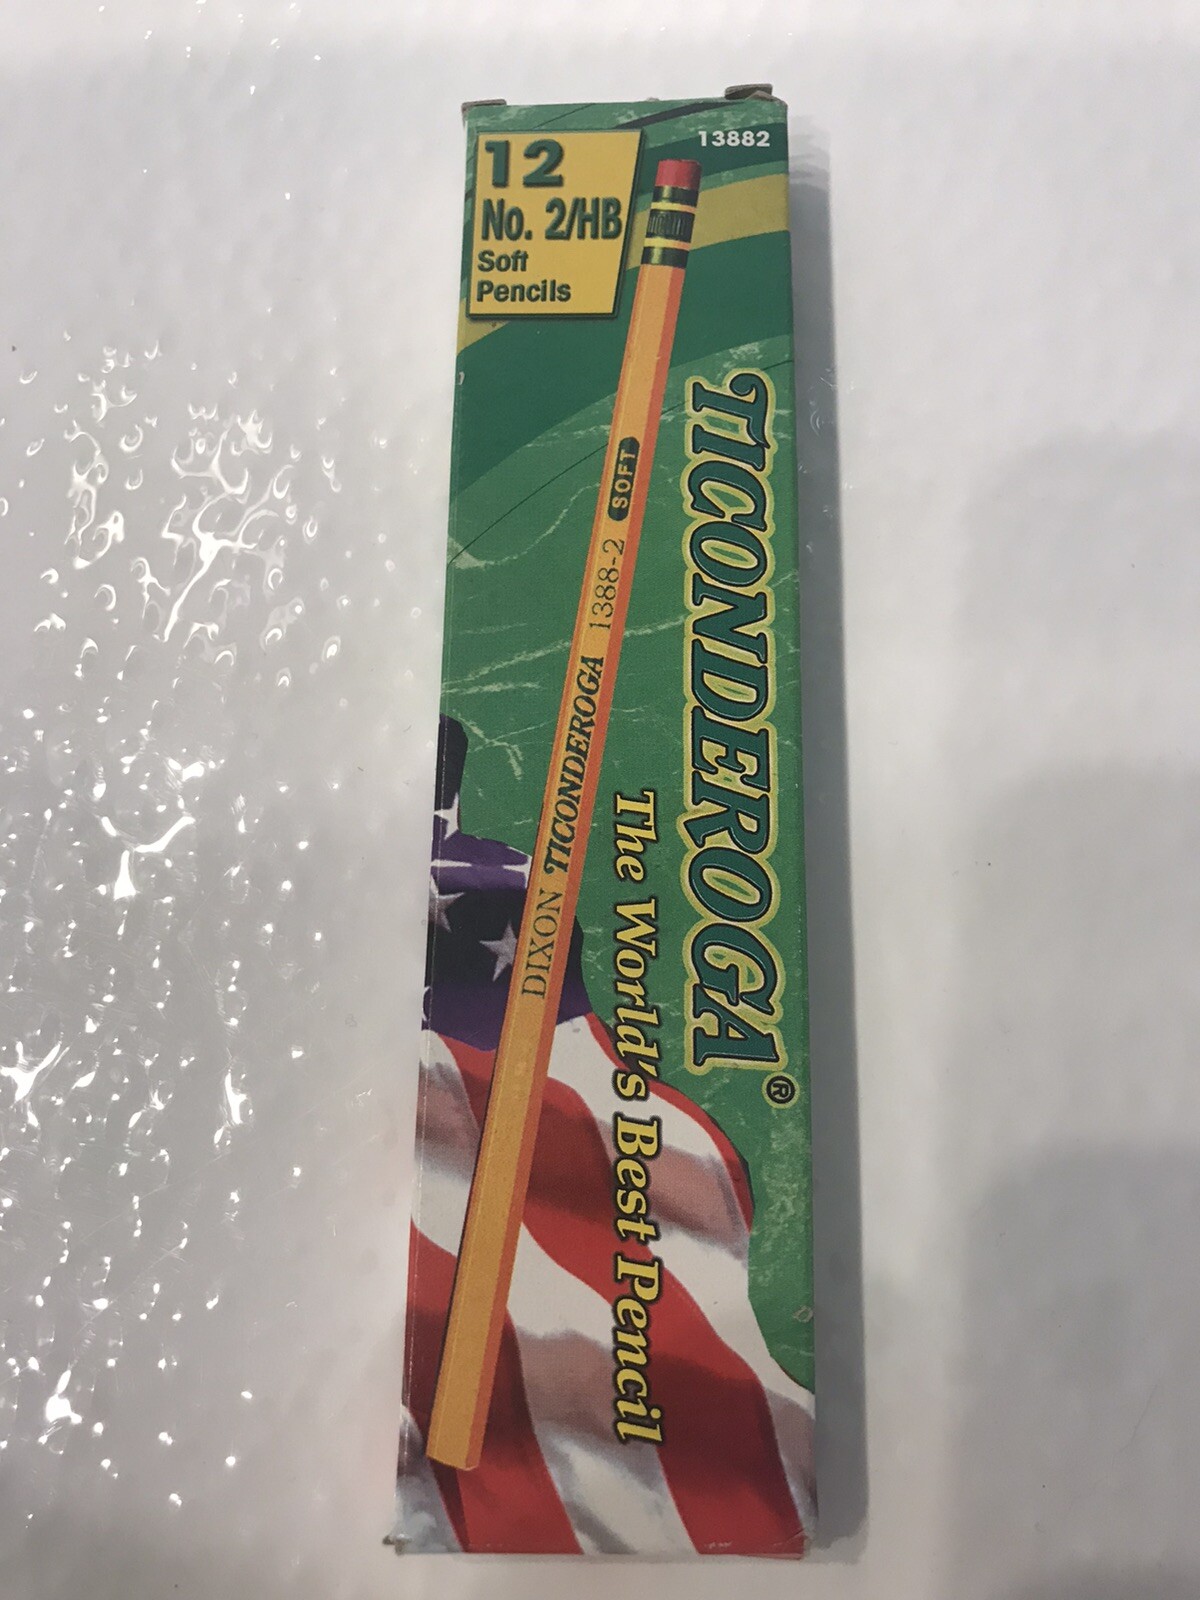 13882
12
No. 2/HB
Soft
Pencils
TICONDEROGA®
The World's Best Pencil
DIXON TICONDEROGA 1388-2 SOFT